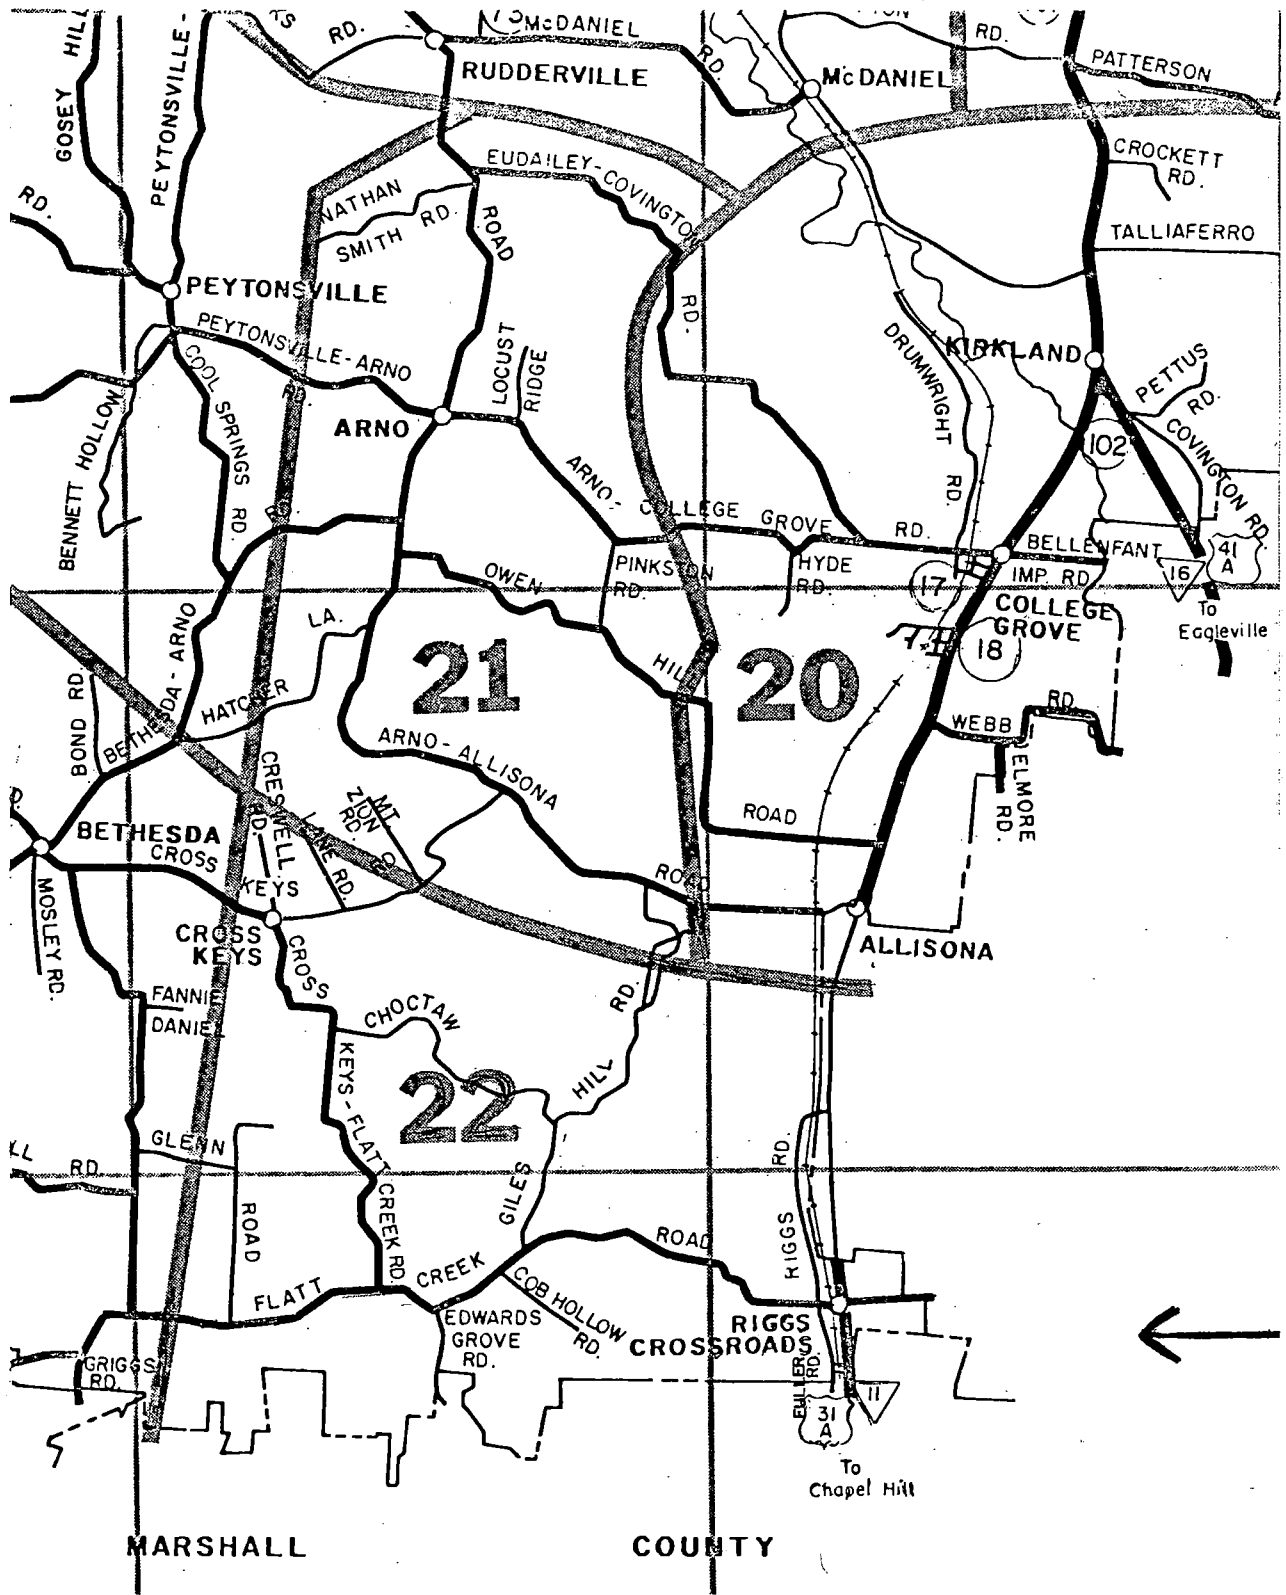 RD.
McDANIEL
RD.
RD.
PATTERSON
GOSEY HILL
PEYTONSVILLE-
RUDDERVILLE
McDANIEL
EUDAILEY-COVINGTON
RD.
CROCKETT
RD.
RD.
NATHAN
SMITH RD.
ROAD
TALLIAFERRO
PEYTONSVILLE
PEYTONSVILLE-ARNO
RD.
LOCUST
RIDGE
DRUMWRIGHT
RD.
KIRKLAND
PETTUS
RD.
COOL SPRINGS
RD.
ARNO
102
COVINGTON RD.
BENNETT HOLLOW
RD.
ARNO-
COLLEGE
GROVE
RD.
BELLENFANT
IMP. RD.
41
A
16
To
Eagleville
OWEN
HILL
PINKSTON
RD.
HYDE
RD.
17
COLLEGE
GROVE
18
LA.
HATCHER
21
20
BOND RD.
BETHESDA - ARNO
ARNO - ALLISONA
WEBB
RD.
ELMORE
RD.
CRESWELL
RD.
MT
ZION
RD.
LANE RD.
ROAD
BETHESDA
CROSS
KEYS
ROAD
MOSLEY RD.
CROSS
KEYS
ALLISONA
CROSS
KEYS-FLATT
CREEK RD.
FANNIE
DANIEL
CHOCTAW
RD.
HILL
GILES
22
GLENN
ROAD
RD.
RD
RIGGS
FLATT
CREEK
ROAD
COB HOLLOW
RD.
EDWARDS
GROVE
RD.
RIGGS
CROSSROADS
GRIGGS
RD.
FULLER
RD.
11
31
A
To
Chapel Hill
MARSHALL COUNTY